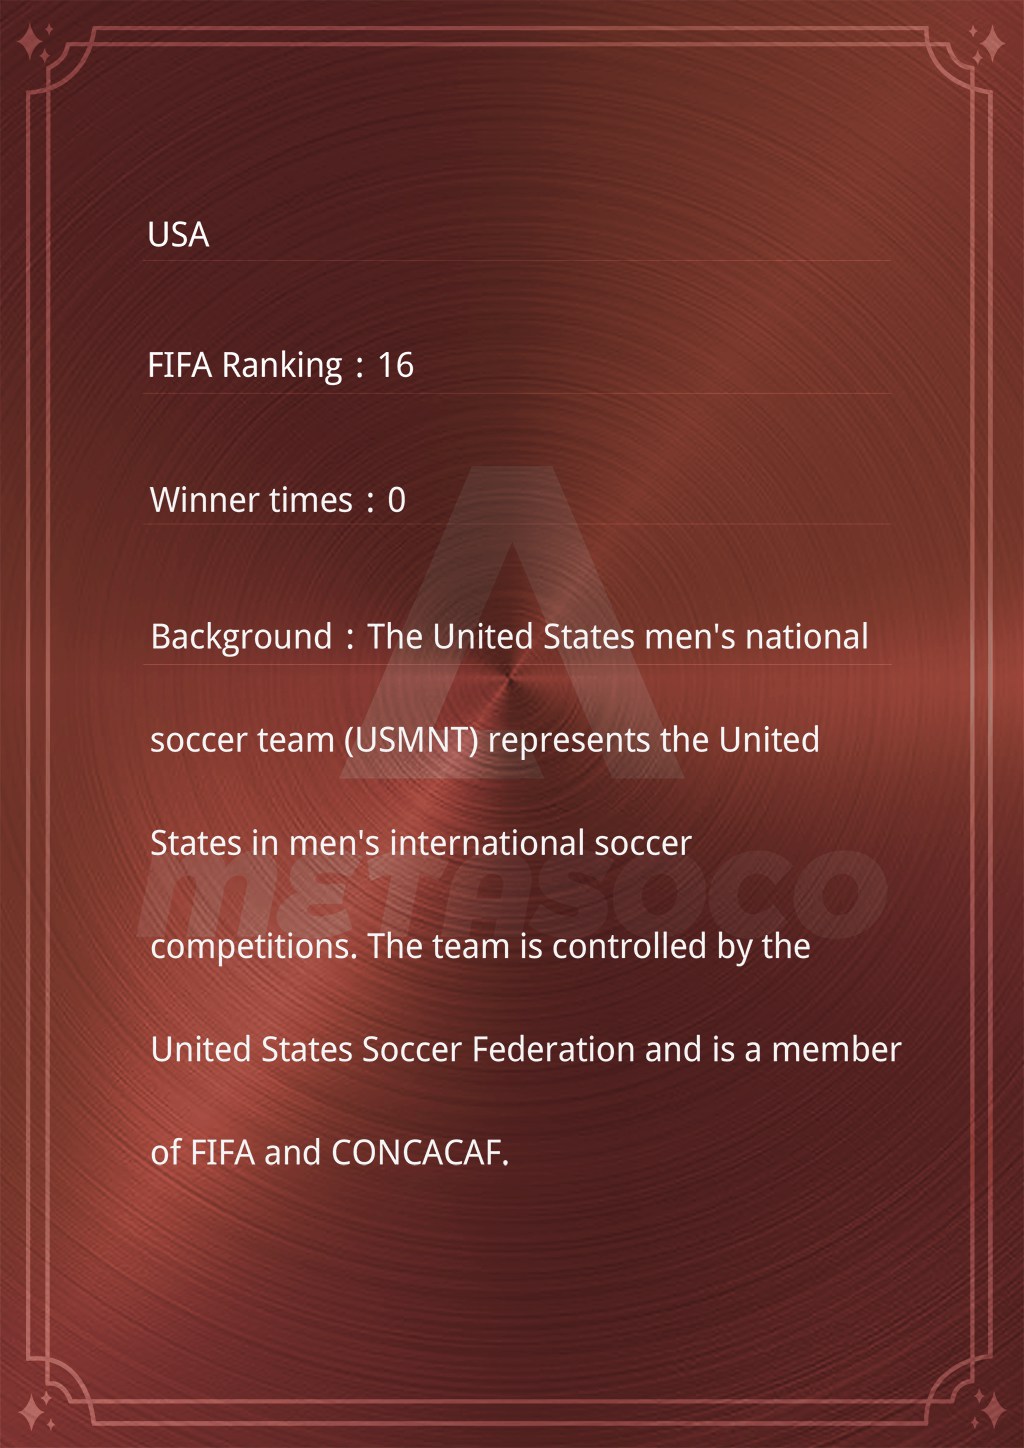 USA
FIFA Ranking：16
Winner times：0
Background：The United States men's national
soccer team (USMNT) represents the United
States in men's international soccer
METASOCO
competitions. The team is controlled by the
United States Soccer Federation and is a member
of FIFA and CONCACAF.